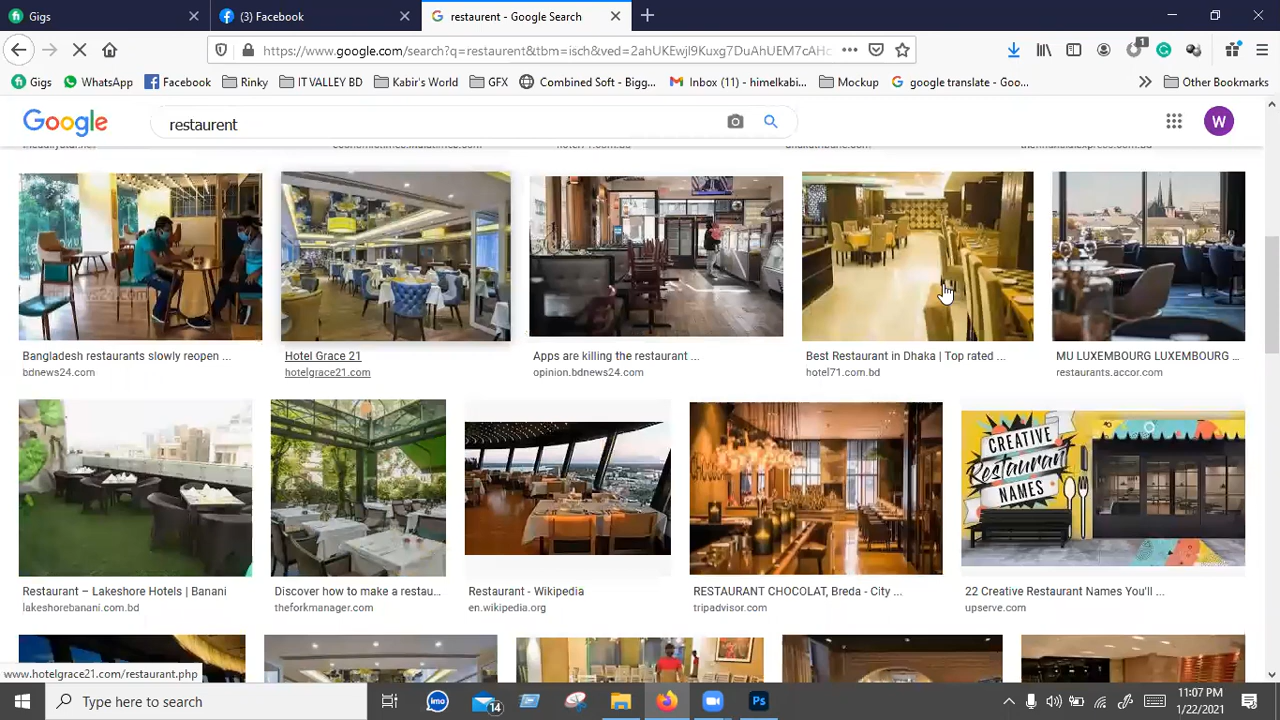 Gigs
(3) Facebook
restaurent - Google Search
https://www.google.com/search?q=restaurent&tbm=isch&ved=2ahUKEwjl9Kuxg7DuAhUEM7cAHc
1
Gigs
WhatsApp
Facebook
Rinky
IT VALLEY BD
Kabir's World
GFX
Combined Soft - Bigg...
Inbox (11) - himelkabi...
Mockup
google translate - Goo...
Other Bookmarks
Google
restaurent
W
Bangladesh restaurants slowly reopen ...
bdnews24.com
Hotel Grace 21
hotelgrace21.com
Apps are killing the restaurant ...
opinion.bdnews24.com
Best Restaurant in Dhaka | Top rated ...
hotel71.com.bd
MU LUXEMBOURG LUXEMBOURG ...
restaurants.accor.com
CREATIVE
Restaurant
NAMES
Restaurant – Lakeshore Hotels | Banani
lakeshorebanani.com.bd
Discover how to make a restau...
theforkmanager.com
Restaurant - Wikipedia
en.wikipedia.org
RESTAURANT CHOCOLAT, Breda - City ...
tripadvisor.com
22 Creative Restaurant Names You'll ...
upserve.com
www.hotelgrace21.com/restaurant.php
Type here to search
imo
14
Ps
11:07 PM
1/22/2021